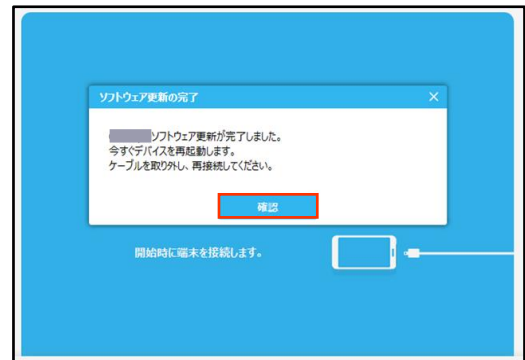 ソフトウェア更新の完了
ソフトウェア更新が完了しました。
今すぐデバイスを再起動します。
ケーブルを取り外し、再接続してください。
確認
開始時に端末を接続します。